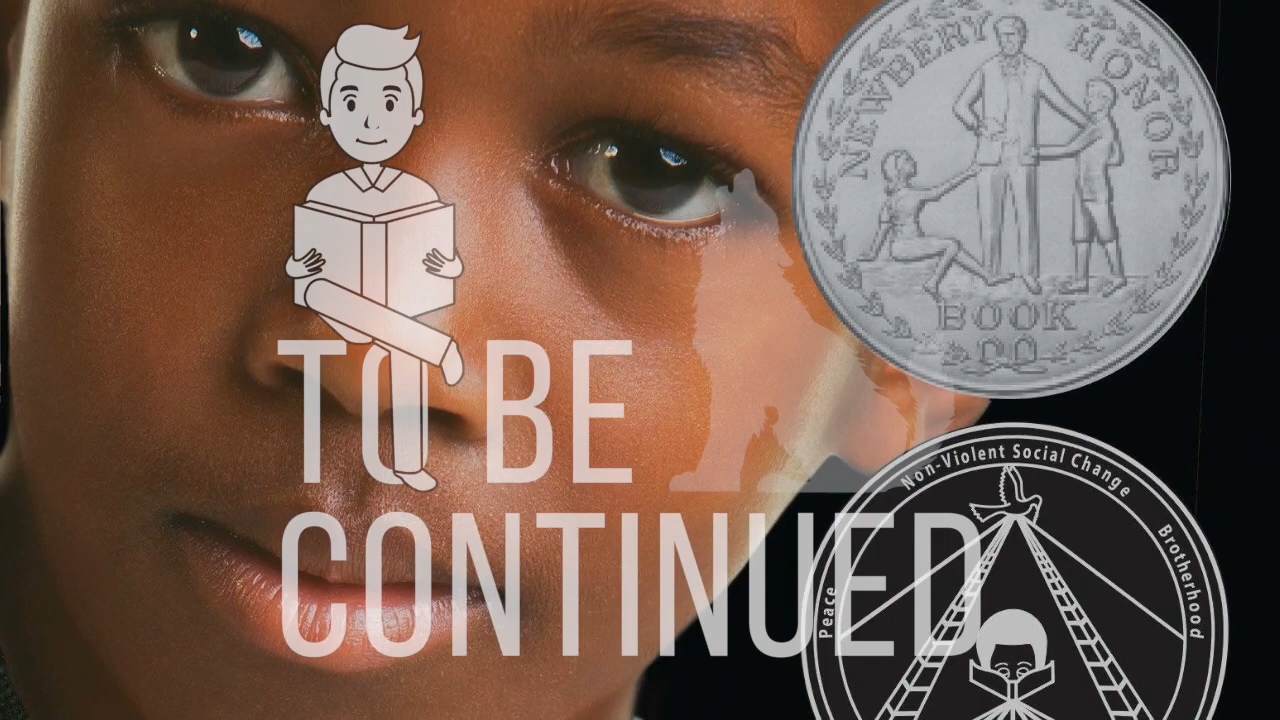 NEWBERY HONOR
BOOK
TO BE
CONTINUED
Non-Violent Social Change
Brotherhood
Peace